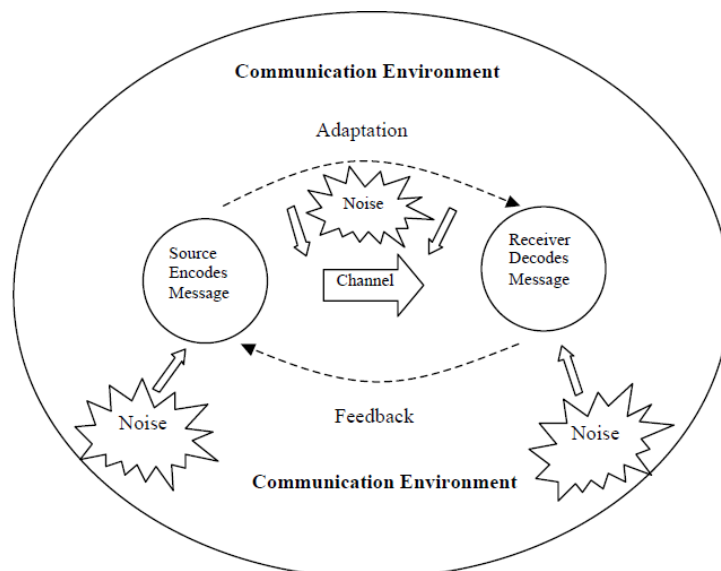 Communication Environment
Adaptation
Noise
Source
Encodes
Message
Channel
Receiver
Decodes
Message
Noise
Feedback
Noise
Communication Environment